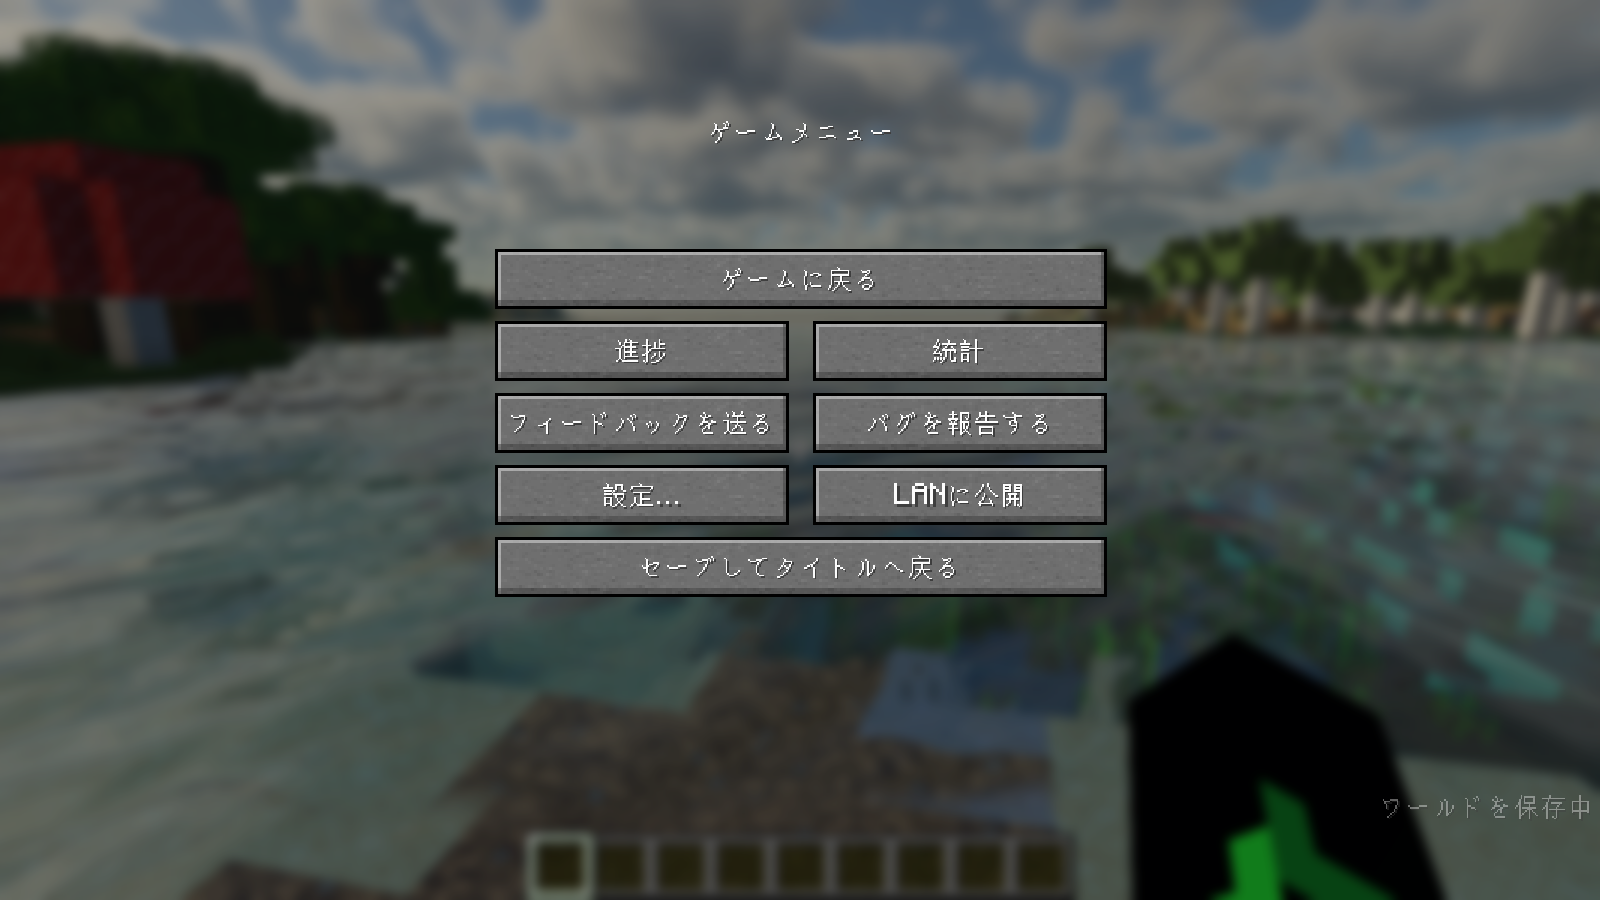 ゲームメニュー
ゲームに戻る
進捗
統計
フィードバックを送る
バグを報告する
設定...
LANに公開
セーブしてタイトルへ戻る
ワールドを保存中